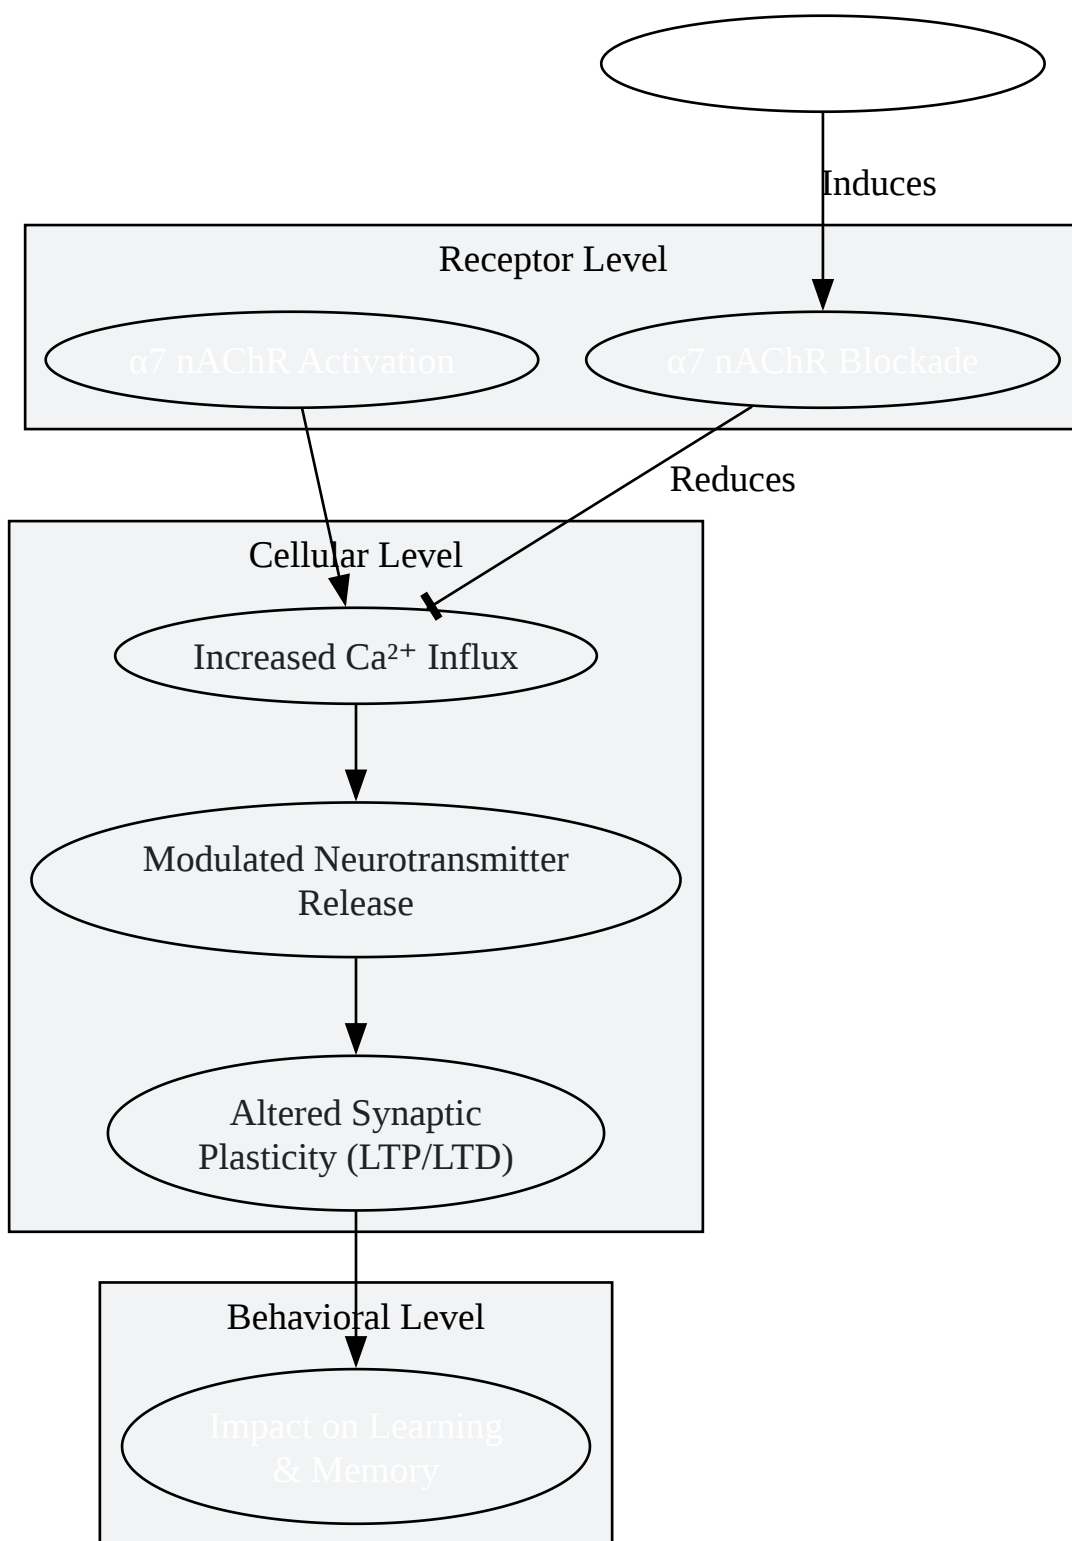 Induces
Receptor Level
α7 nAChR Activation
α7 nAChR Blockade
Reduces
Cellular Level
Increased Ca²⁺ Influx
Modulated Neurotransmitter
Release
Altered Synaptic
Plasticity (LTP/LTD)
Behavioral Level
Impact on Learning
& Memory